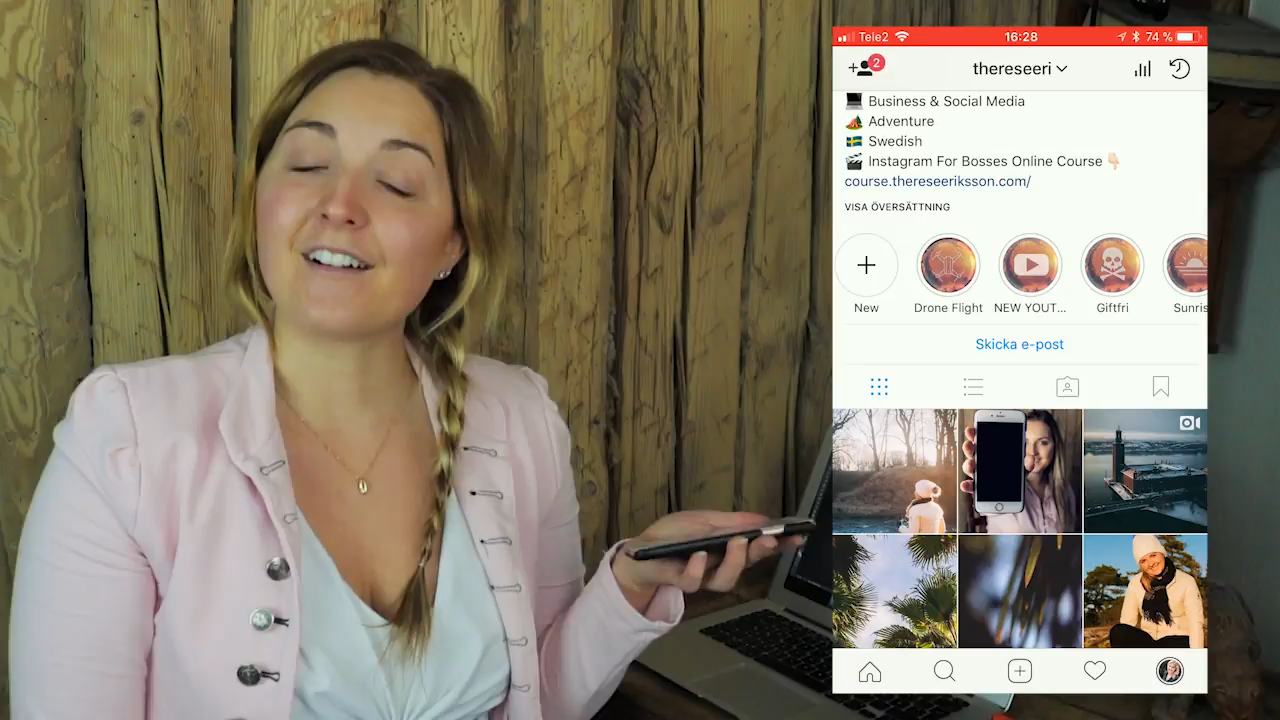 Tele2 16:28 74 %
2
thereseeri
Business & Social Media
Adventure
Swedish
Instagram For Bosses Online Course
course.thereseeriksson.com/
VISA ÖVERSÄTTNING
New Drone Flight NEW YOUT... Giftfri Sunris
Skicka e-post